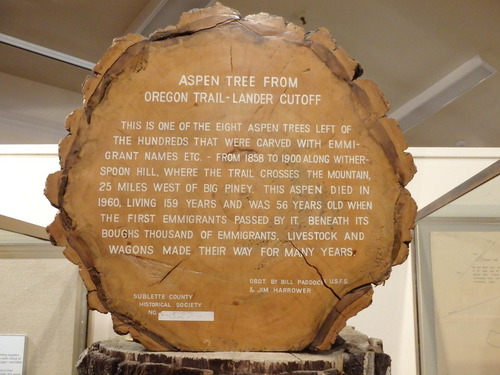 ASPEN TREE FROM
OREGON TRAIL-LANDER CUTOFF
THIS IS ONE OF THE EIGHT ASPEN TREES LEFT OF
THE HUNDREDS THAT WERE CARVED WITH EMMI-
GRANT NAMES ETC. - FROM 1858 TO 1900 ALONG WITHER-
SPOON HILL, WHERE THE TRAIL CROSSES THE MOUNTAIN,
25 MILES WEST OF BIG PINEY. THIS ASPEN DIED IN
1960, LIVING 159 YEARS AND WAS 56 YEARS OLD WHEN
THE FIRST EMMIGRANTS PASSED BY IT. BENEATH ITS
BOUGHS THOUSAND OF EMMIGRANTS, LIVESTOCK AND
WAGONS MADE THEIR WAY FOR MANY YEARS.
OBDT. BY BILL PADDOCK, U.S.F.S.
& JIM HARROWER
SUBLETTE COUNTY
HISTORICAL SOCIETY
NO.